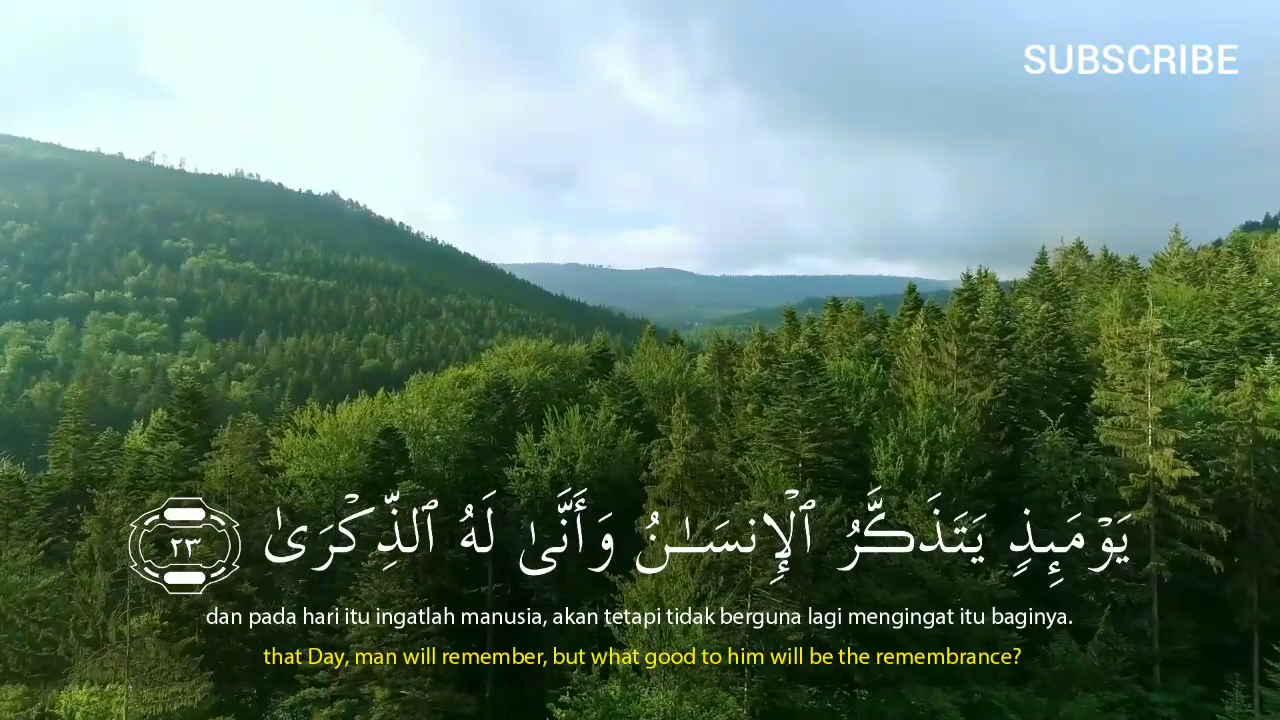 SUBSCRIBE
يَوْمَئِذٍ يَتَذَكَّرُ ٱلْإِنسَـٰنُ وَأَنَّىٰ لَهُ ٱلذِّكْرَىٰ ٢٣
dan pada hari itu ingatlah manusia, akan tetapi tidak berguna lagi mengingat itu baginya.
that Day, man will remember, but what good to him will be the remembrance?